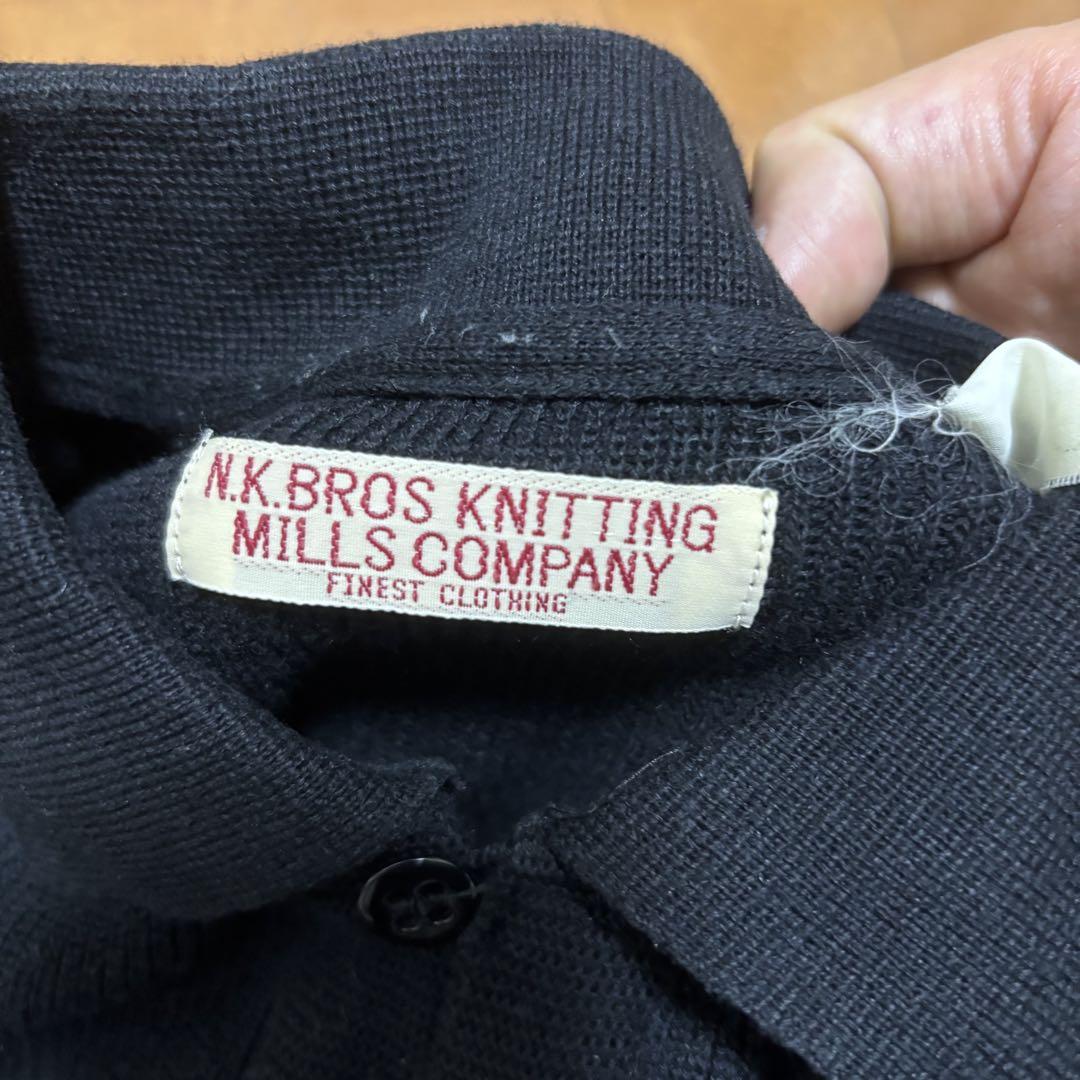 N.K.BROS KNITTING
MILLS COMPANY
FINEST CLOTHING